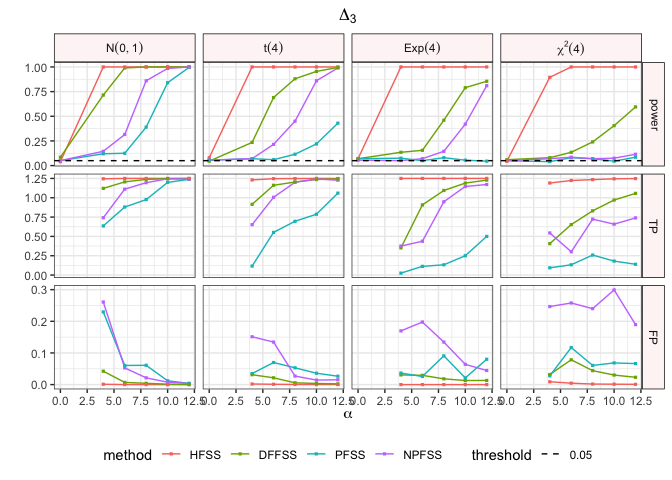 Δ₃
N(0, 1) t(4) Exp(4) χ²(4)
1.00
0.75
0.50
0.25
0.00
power
1.25
1.00
0.75
0.50
0.25
0.00
TP
0.3
0.2
0.1
0.0
FP
0.0 2.5 5.0 7.5 10.0 12.5 0.0 2.5 5.0 7.5 10.0 12.5 0.0 2.5 5.0 7.5 10.0 12.5 0.0 2.5 5.0 7.5 10.0 12.5
α
method HFSS DFFSS PFSS NPFSS threshold 0.05